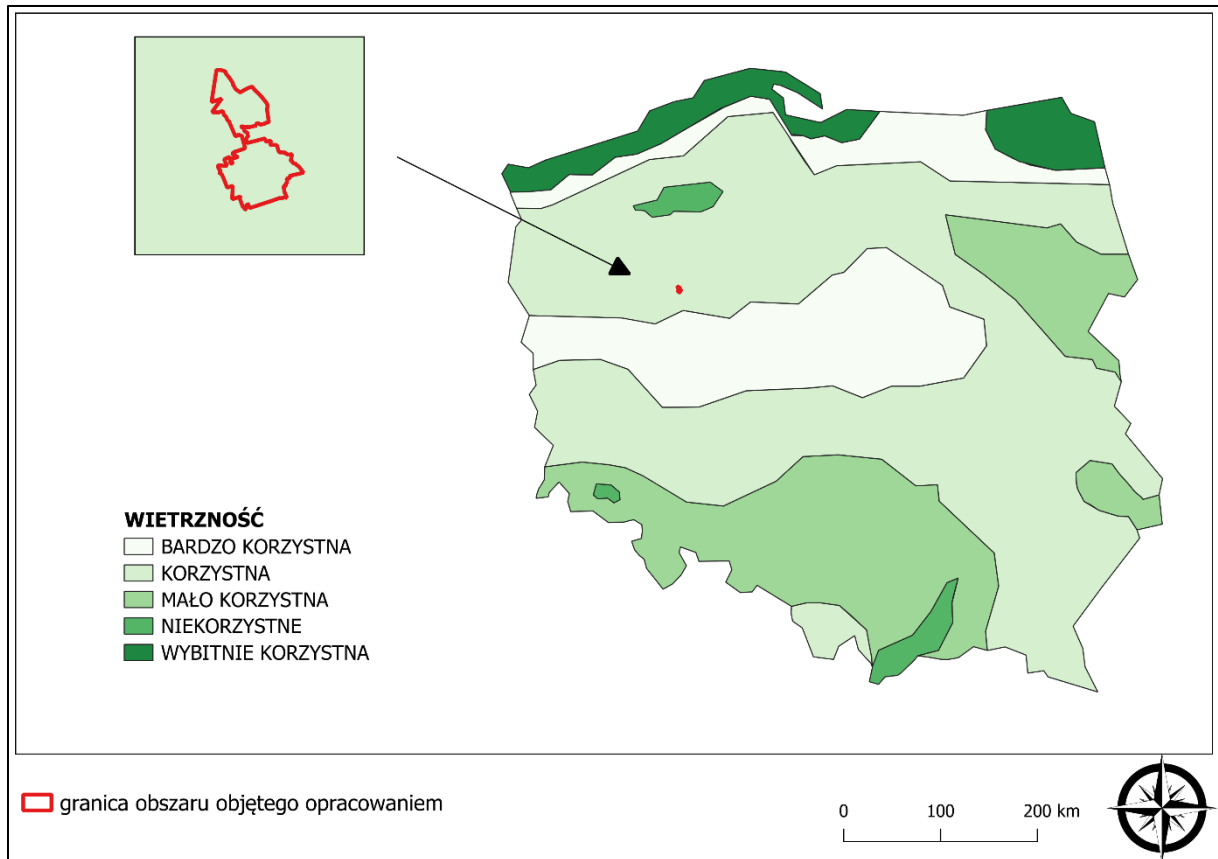 WIETRZNOŚĆ
BARDZO KORZYSTNA
KORZYSTNA
MAŁO KORZYSTNA
NIEKORZYSTNE
WYBITNIE KORZYSTNA
granica obszaru objętego opracowaniem
0 100 200 km